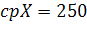 cpX = 250